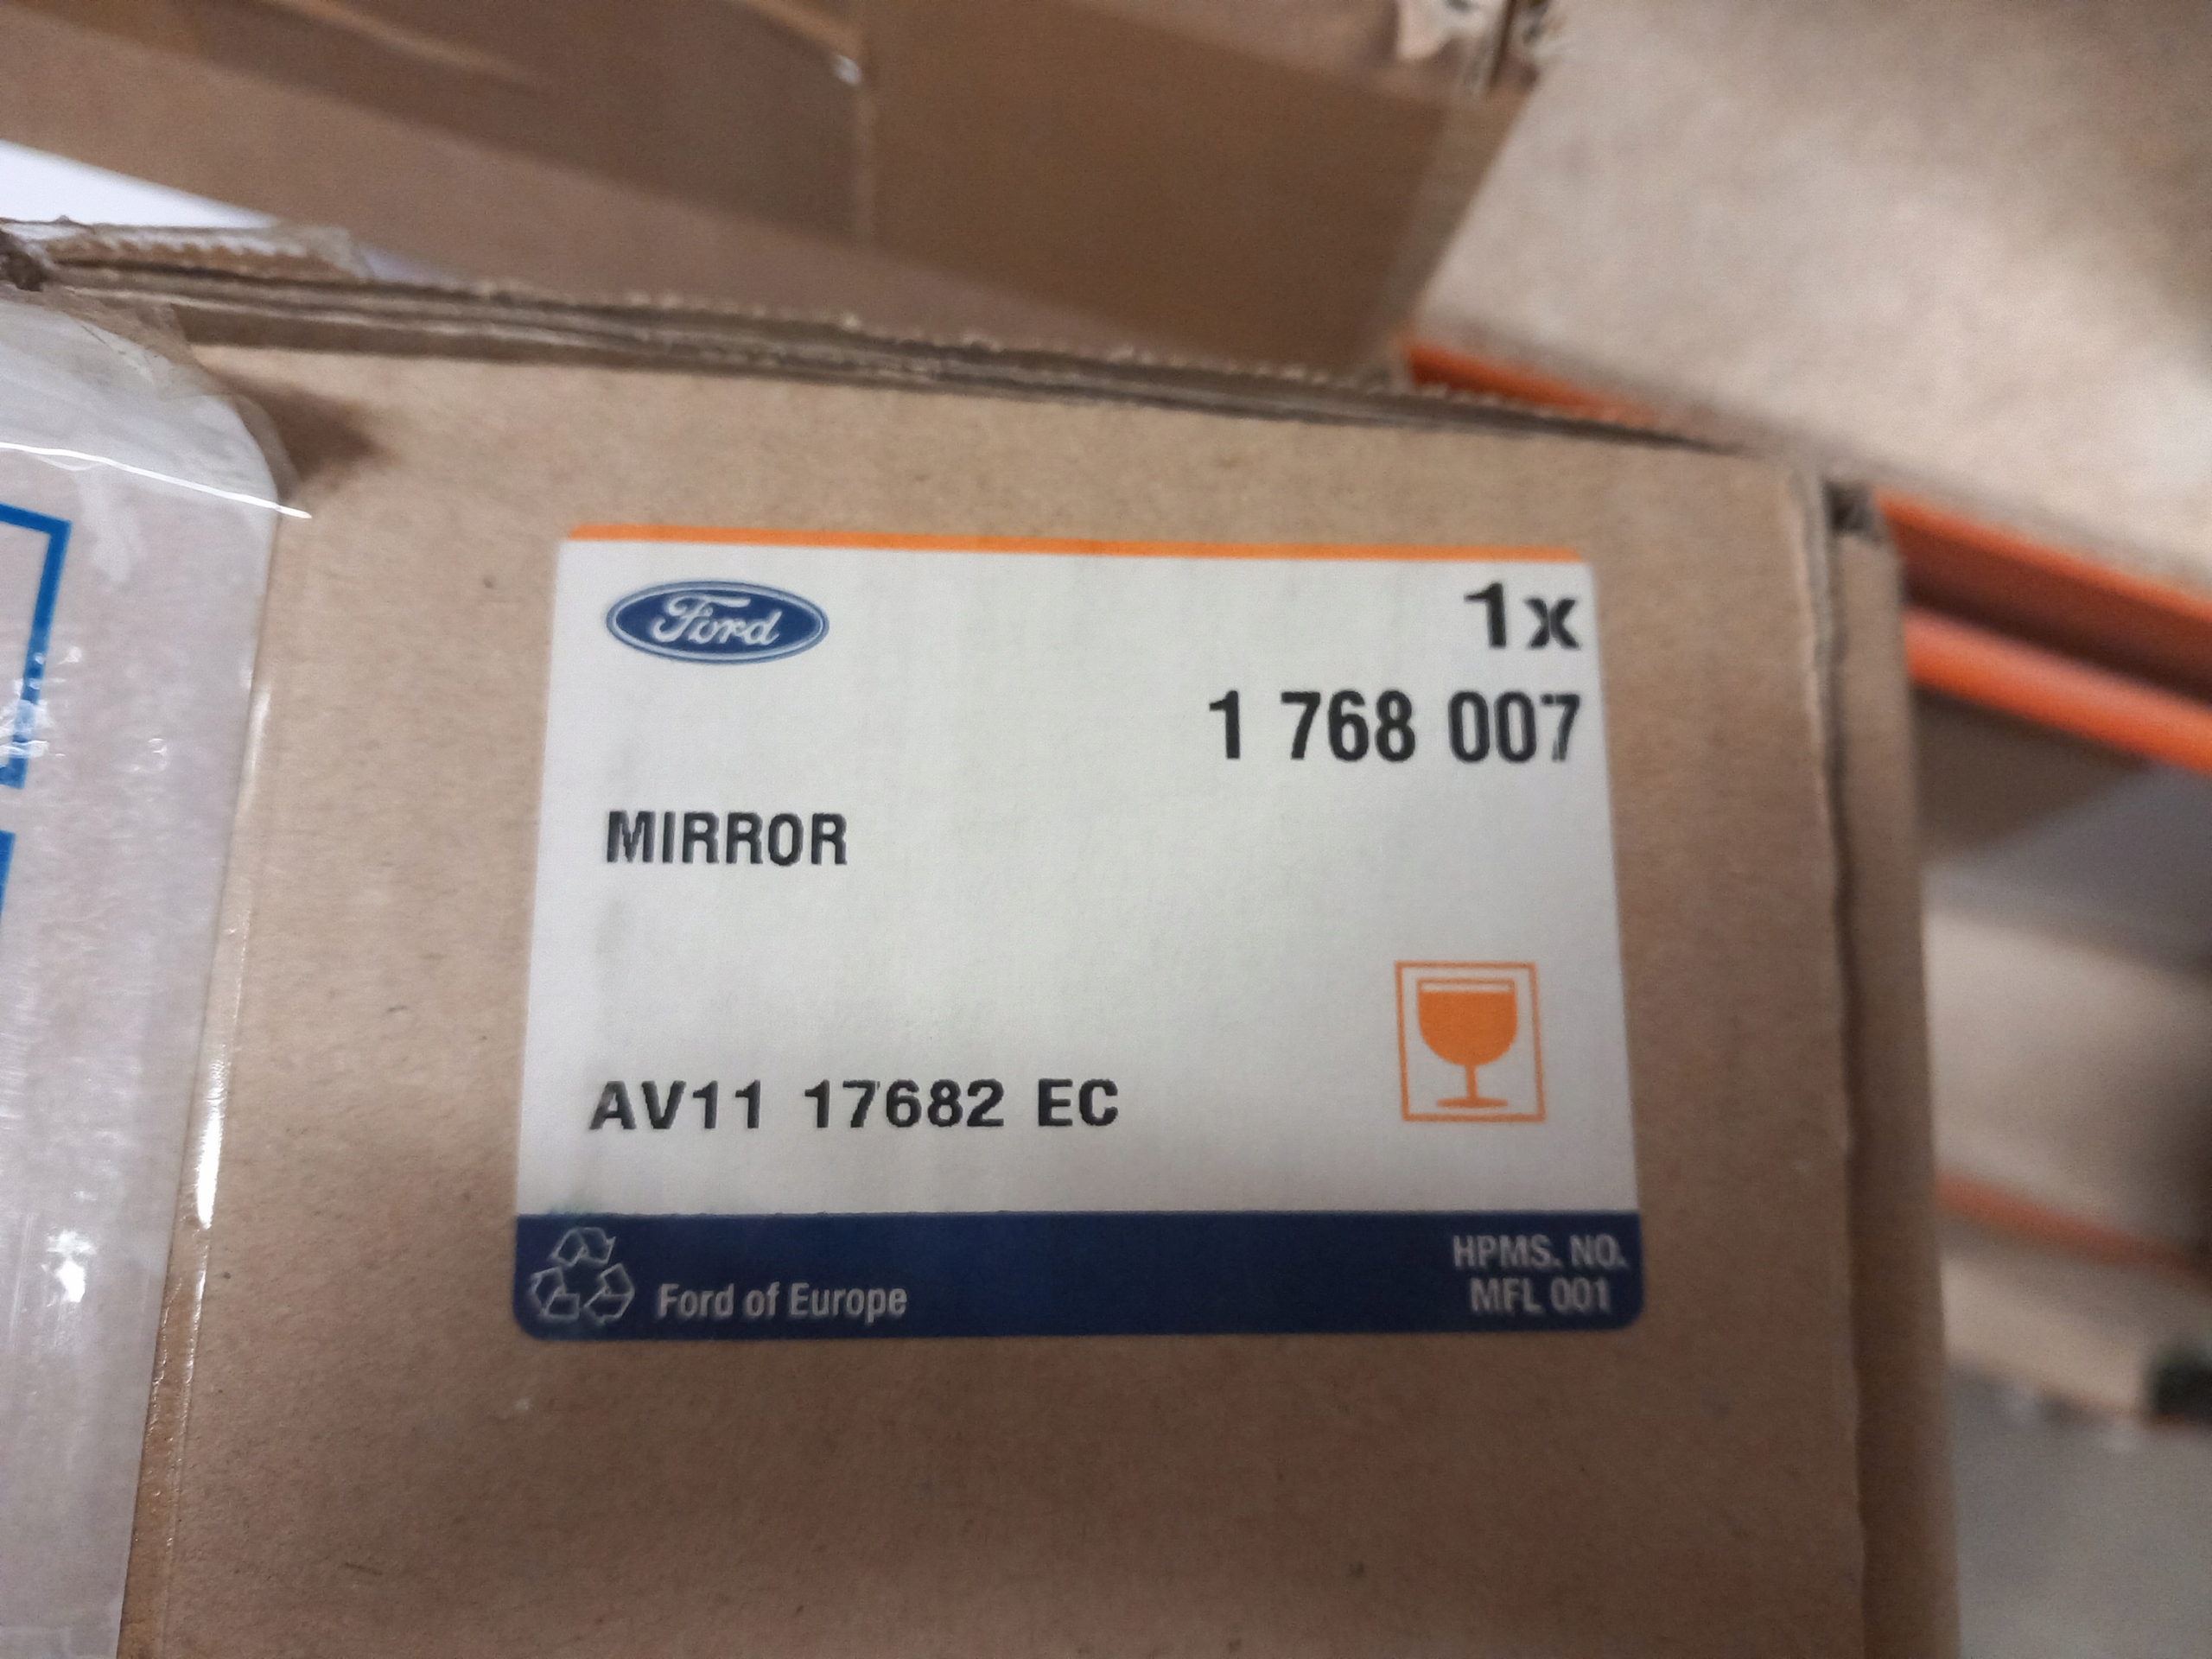 Ford
1x
1 768 007
MIRROR
AV11 17682 EC
Ford of Europe
HPMS. NO.
MFL 001